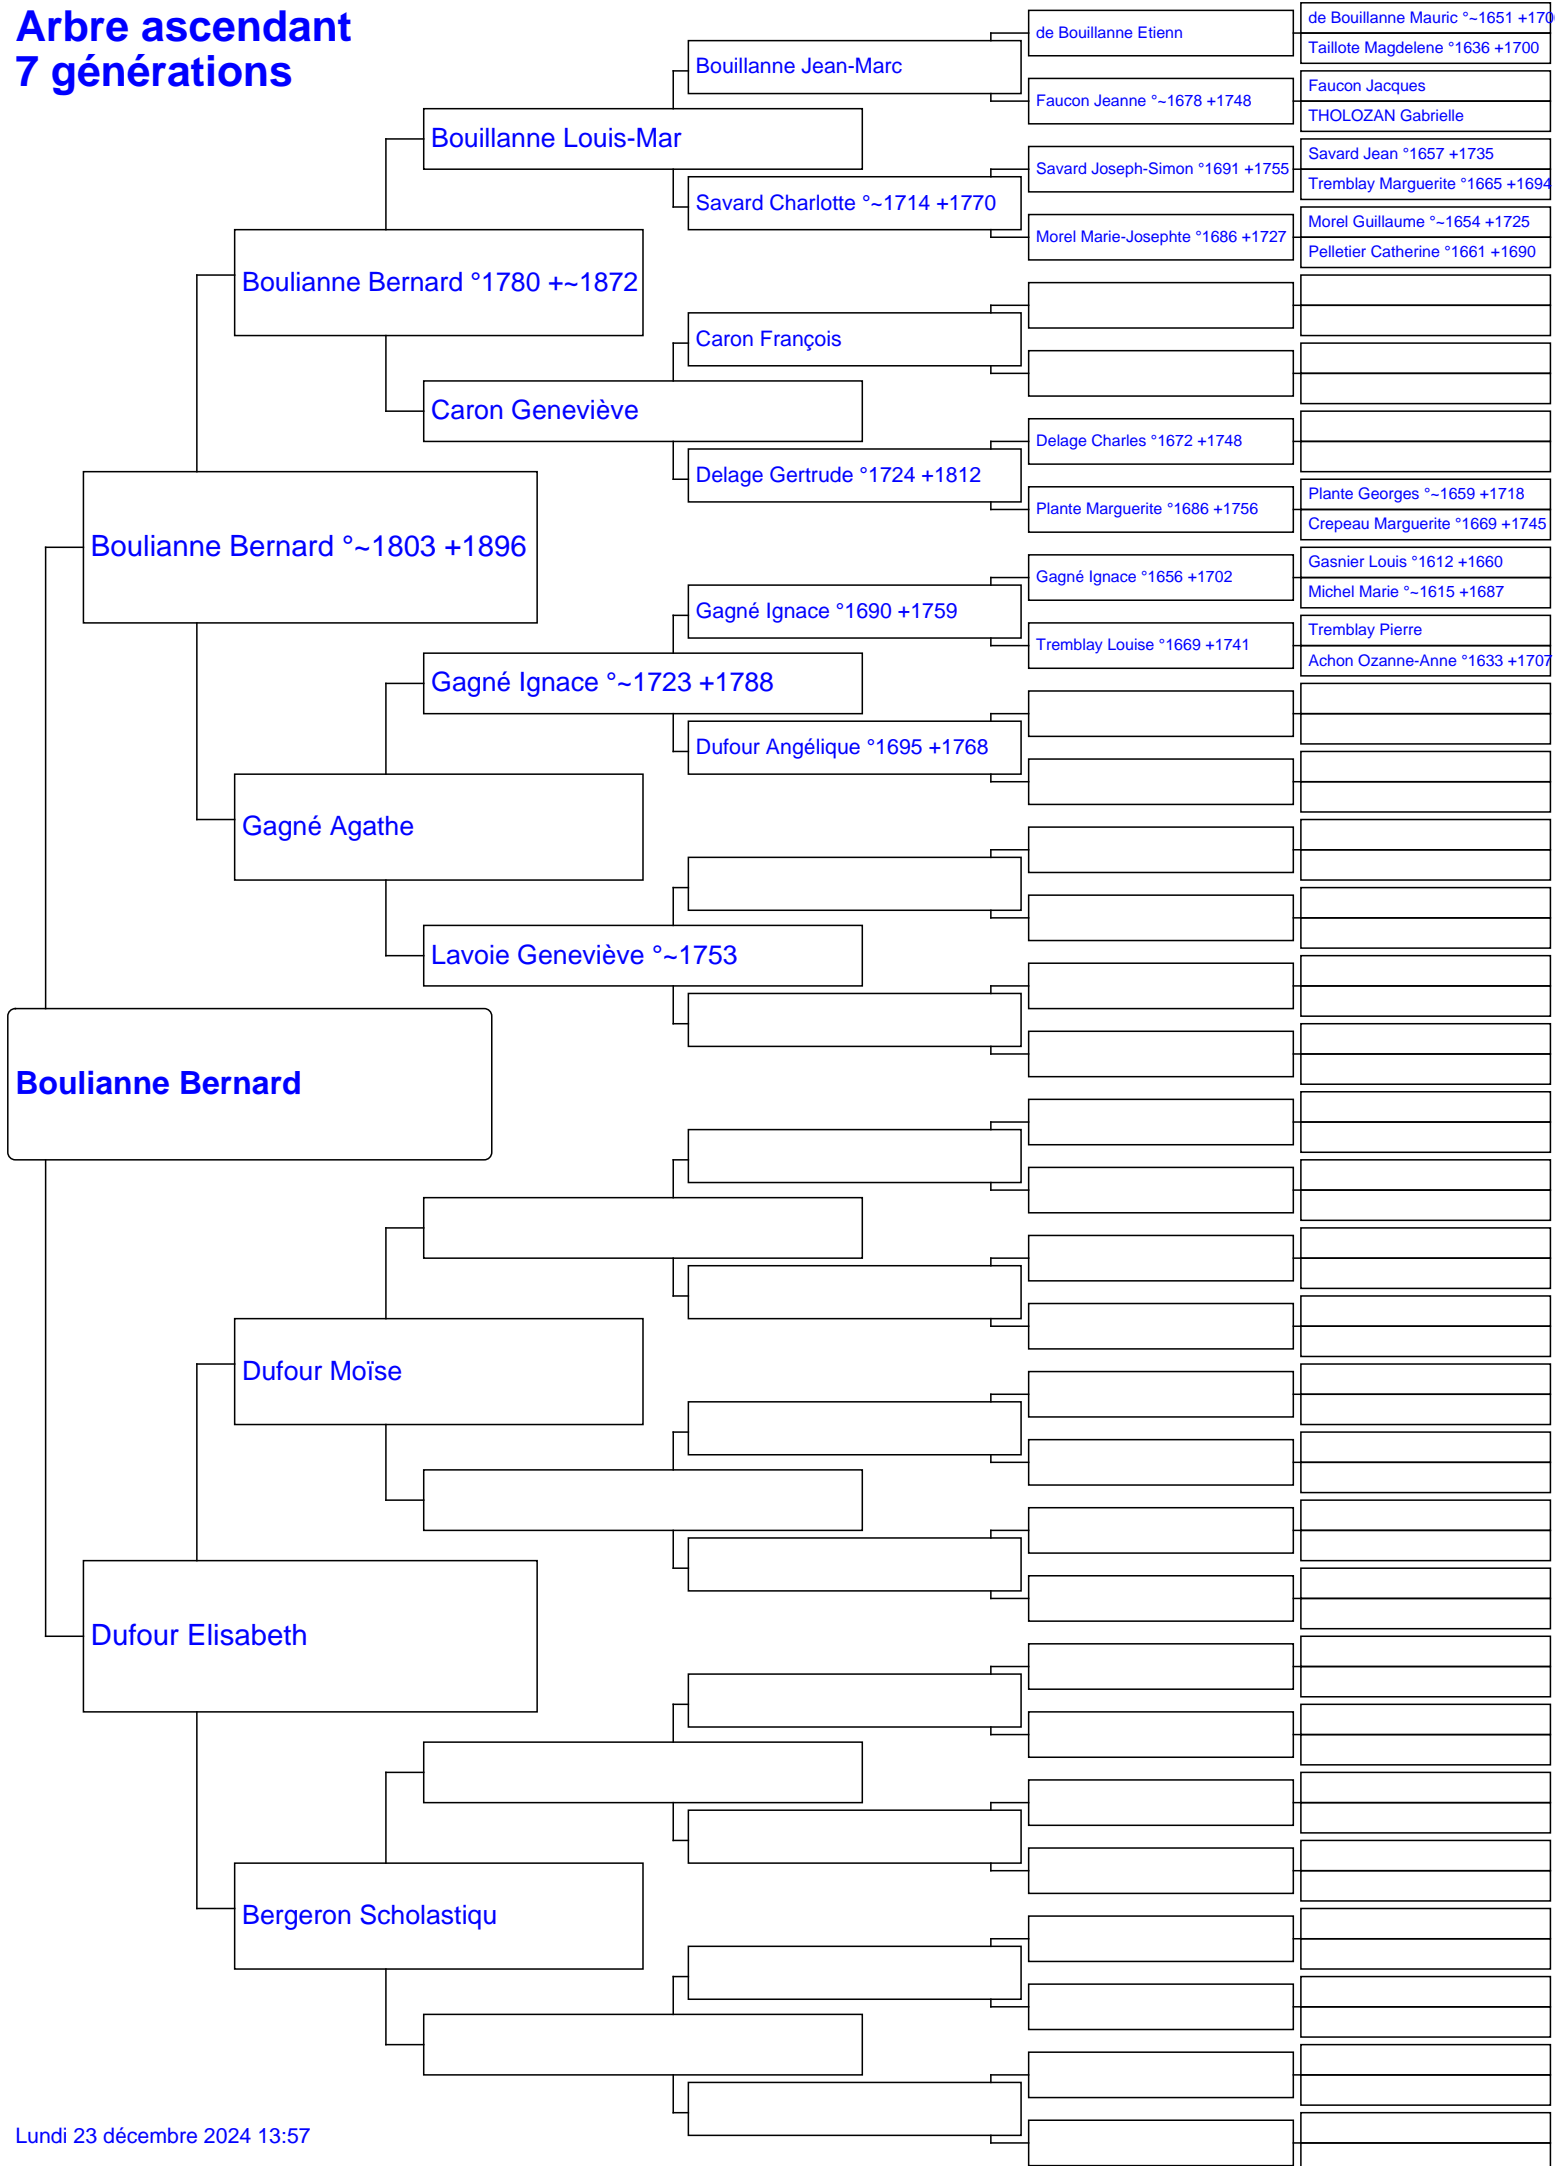 Arbre ascendant
7 générations
de Bouillanne Mauric °~1651 +170
de Bouillanne Etienn
Taillote Magdelene °1636 +1700
Bouillanne Jean-Marc
Faucon Jacques
Faucon Jeanne °~1678 +1748
THOLOZAN Gabrielle
Bouillanne Louis-Mar
Savard Jean °1657 +1735
Savard Joseph-Simon °1691 +1755
Tremblay Marguerite °1665 +1694
Savard Charlotte °~1714 +1770
Morel Guillaume °~1654 +1725
Morel Marie-Josephte °1686 +1727
Pelletier Catherine °1661 +1690
Boulianne Bernard °1780 +~1872
Caron François
Caron Geneviève
Delage Charles °1672 +1748
Delage Gertrude °1724 +1812
Plante Georges °~1659 +1718
Plante Marguerite °1686 +1756
Crepeau Marguerite °1669 +1745
Boulianne Bernard °~1803 +1896
Gasnier Louis °1612 +1660
Gagné Ignace °1656 +1702
Michel Marie °~1615 +1687
Gagné Ignace °1690 +1759
Tremblay Pierre
Tremblay Louise °1669 +1741
Achon Ozanne-Anne °1633 +1707
Gagné Ignace °~1723 +1788
Dufour Angélique °1695 +1768
Gagné Agathe
Lavoie Geneviève °~1753
Boulianne Bernard
Dufour Moïse
Dufour Elisabeth
Bergeron Scholastiqu
Lundi 23 décembre 2024 13:57